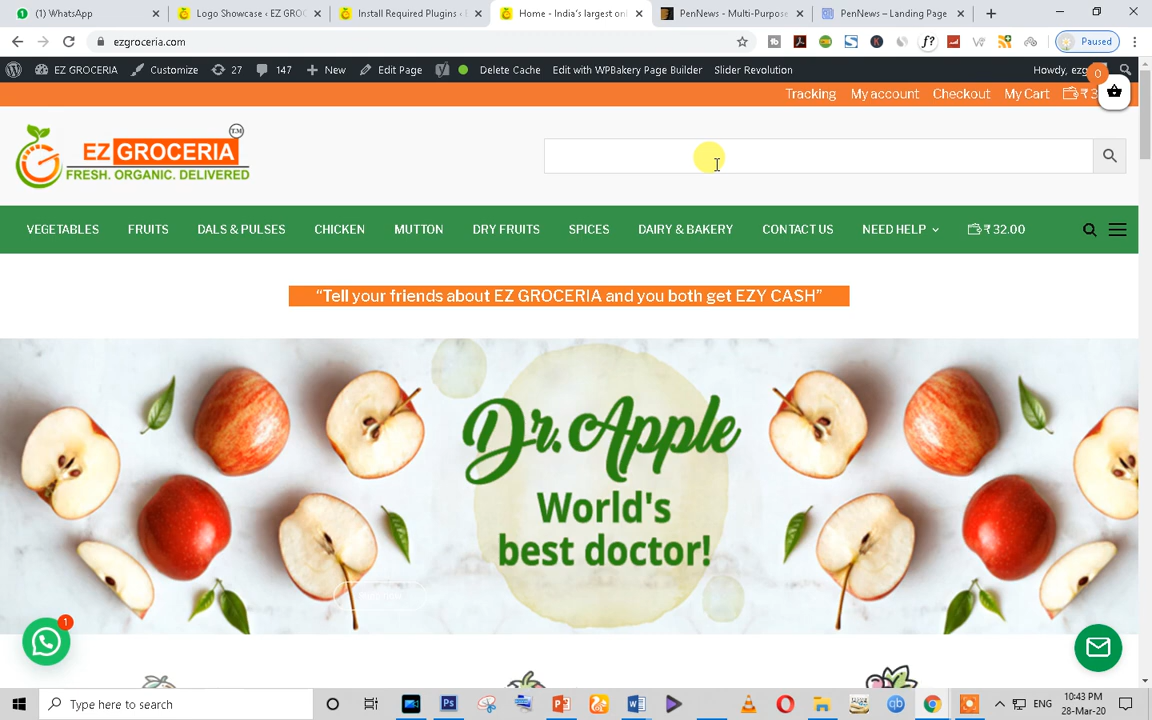 (1) WhatsApp
Logo Showcase ‹ EZ GROC
Install Required Plugins ‹ E
Home - India's largest onl
PenNews - Multi-Purpose
PenNews – Landing Page
ezgroceria.com
Paused
EZ GROCERIA
Customize
27
147
New
Edit Page
Delete Cache
Edit with WPBakery Page Builder
Slider Revolution
Howdy, ezg
0
Tracking
My account
Checkout
My Cart
₹ 3
T.M
EZ GROCERIA
FRESH. ORGANIC. DELIVERED
VEGETABLES
FRUITS
DALS & PULSES
CHICKEN
MUTTON
DRY FRUITS
SPICES
DAIRY & BAKERY
CONTACT US
NEED HELP
₹ 32.00
“Tell your friends about EZ GROCERIA and you both get EZY CASH”
Dr. Apple
World's
best doctor!
1
Type here to search
ENG
10:43 PM
28-Mar-20